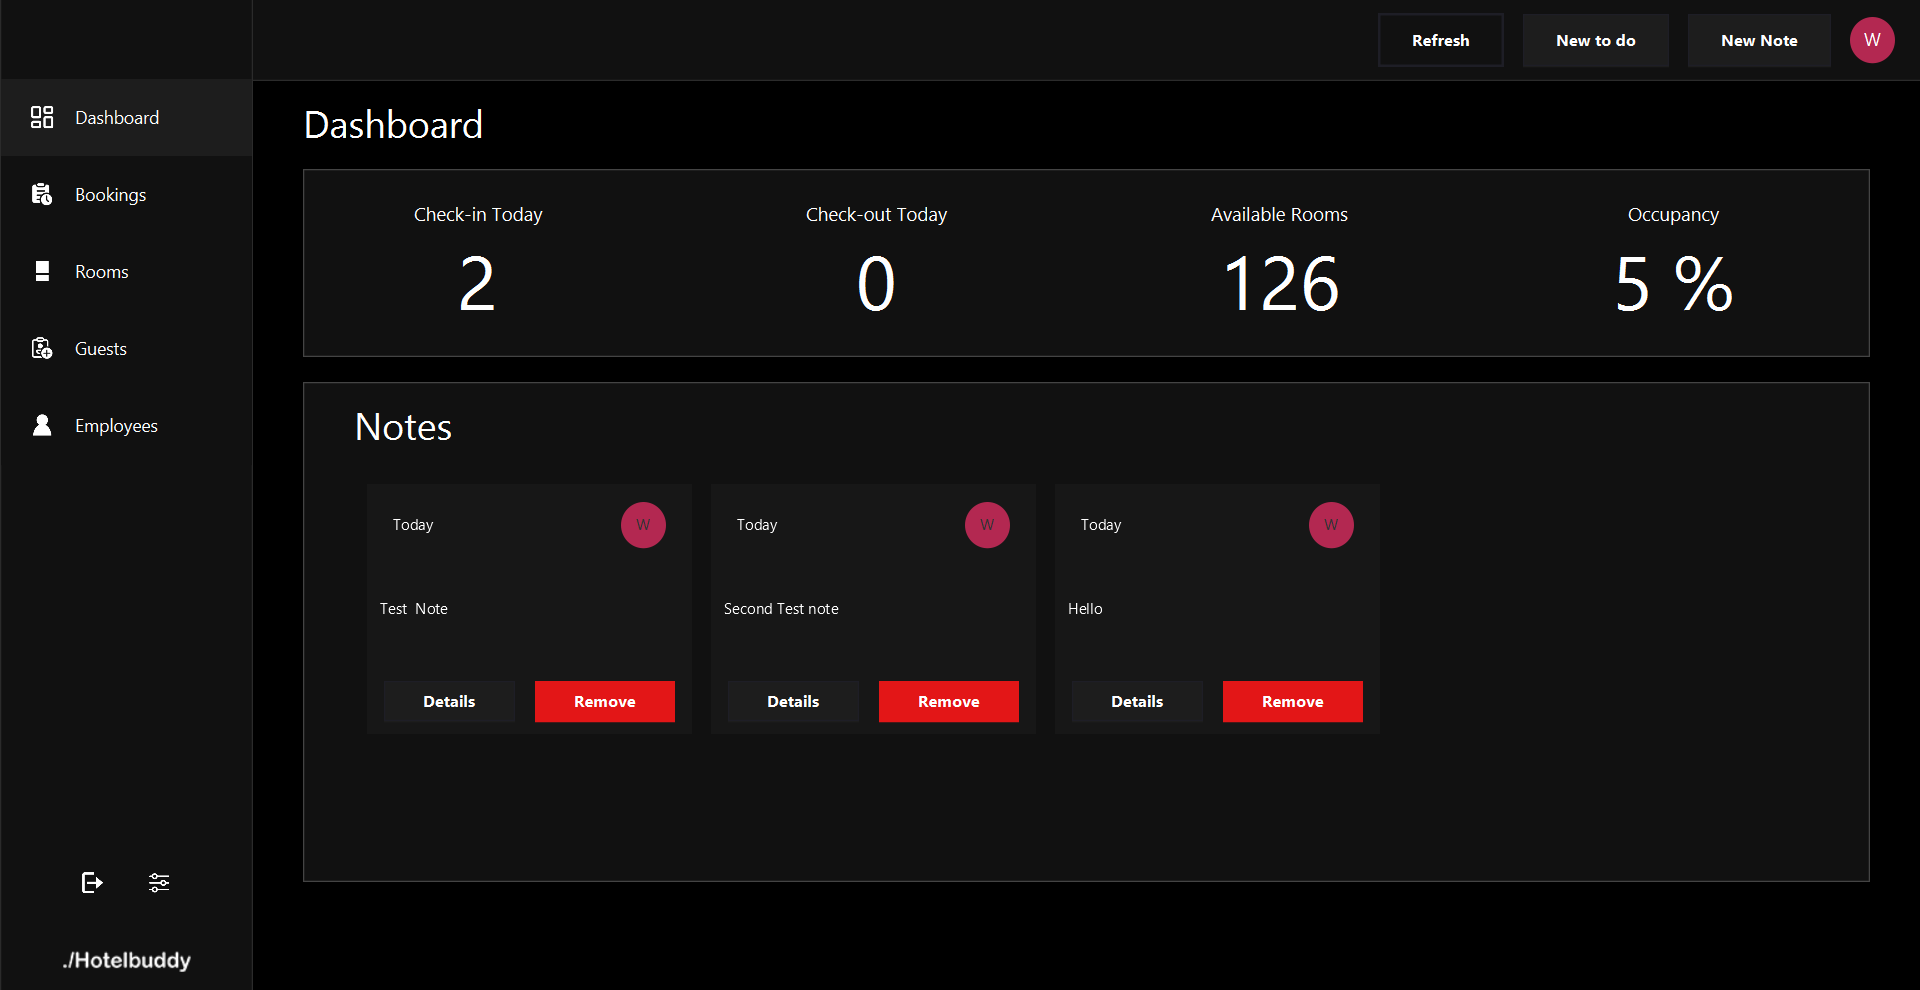 Refresh
New to do
New Note
W
Dashboard
Bookings
Rooms
Guests
Employees
./Hotelbuddy
Dashboard
Check-in Today
2
Check-out Today
0
Available Rooms
126
Occupancy
5 %
Notes
Today
W
Test  Note
Details
Remove
Today
W
Second Test note
Details
Remove
Today
W
Hello
Details
Remove